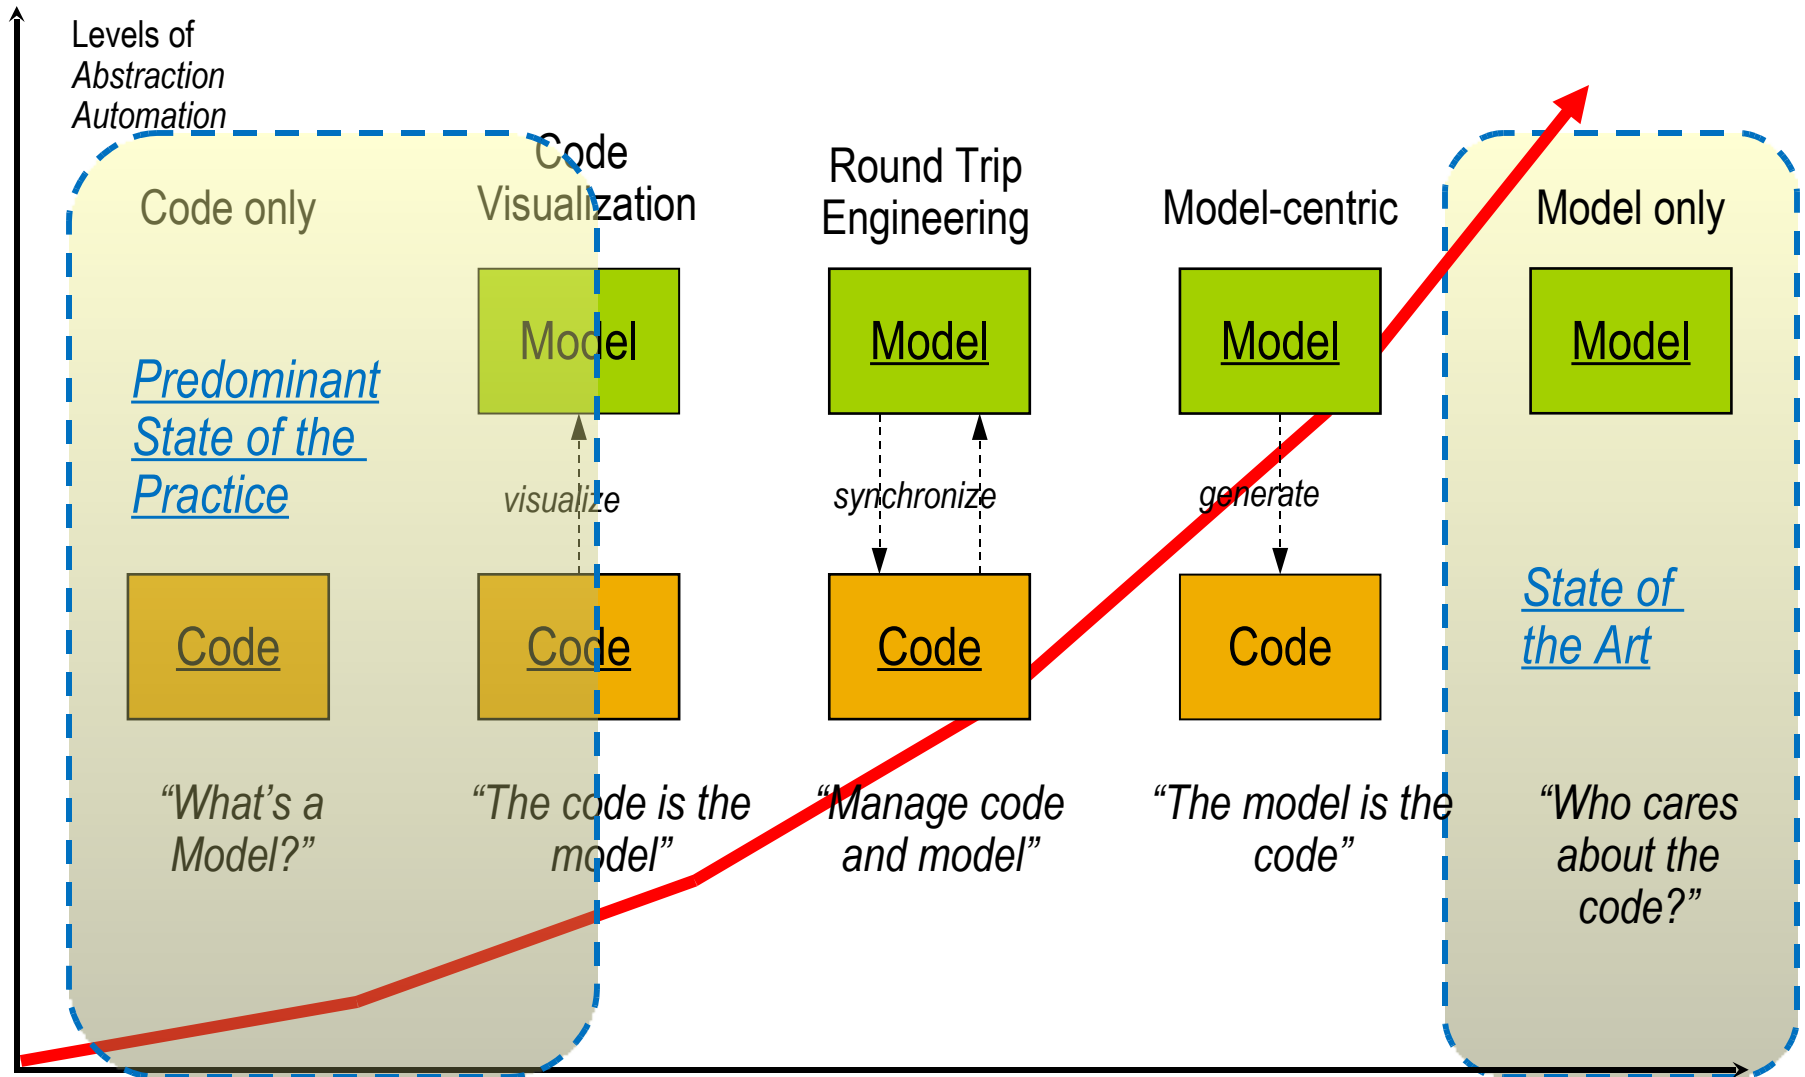 Levels of
Abstraction
Automation
Code only
Code
Visualization
Round Trip
Engineering
Model-centric
Model only
Model
Model
Model
Model
Predominant
State of the
Practice
visualize
synchronize
generate
State of
the Art
Code
Code
Code
Code
“What’s a
Model?”
“The code is the
model”
“Manage code
and model”
“The model is the
code”
“Who cares
about the
code?”